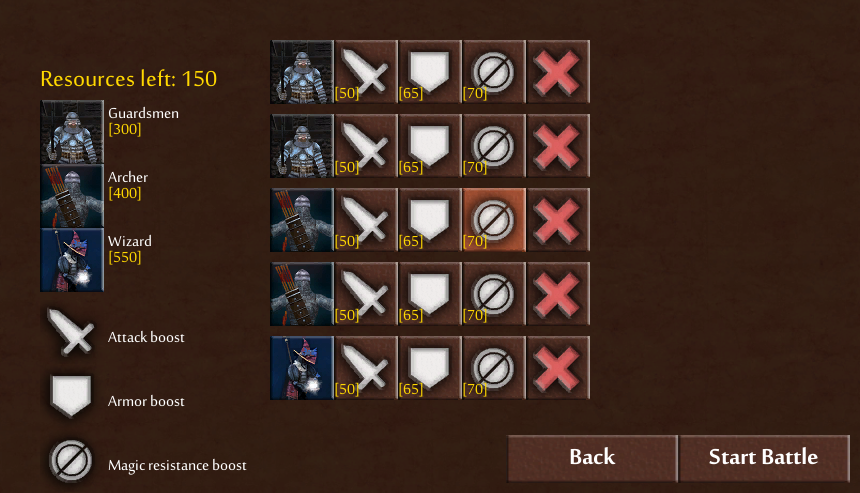 Resources left: 150
Guardsmen
[300]
Archer
[400]
Wizard
[550]
Attack boost
Armor boost
Magic resistance boost
[50] [65] [70]
[50] [65] [70]
[50] [65] [70]
[50] [65] [70]
[50] [65] [70]
Back
Start Battle